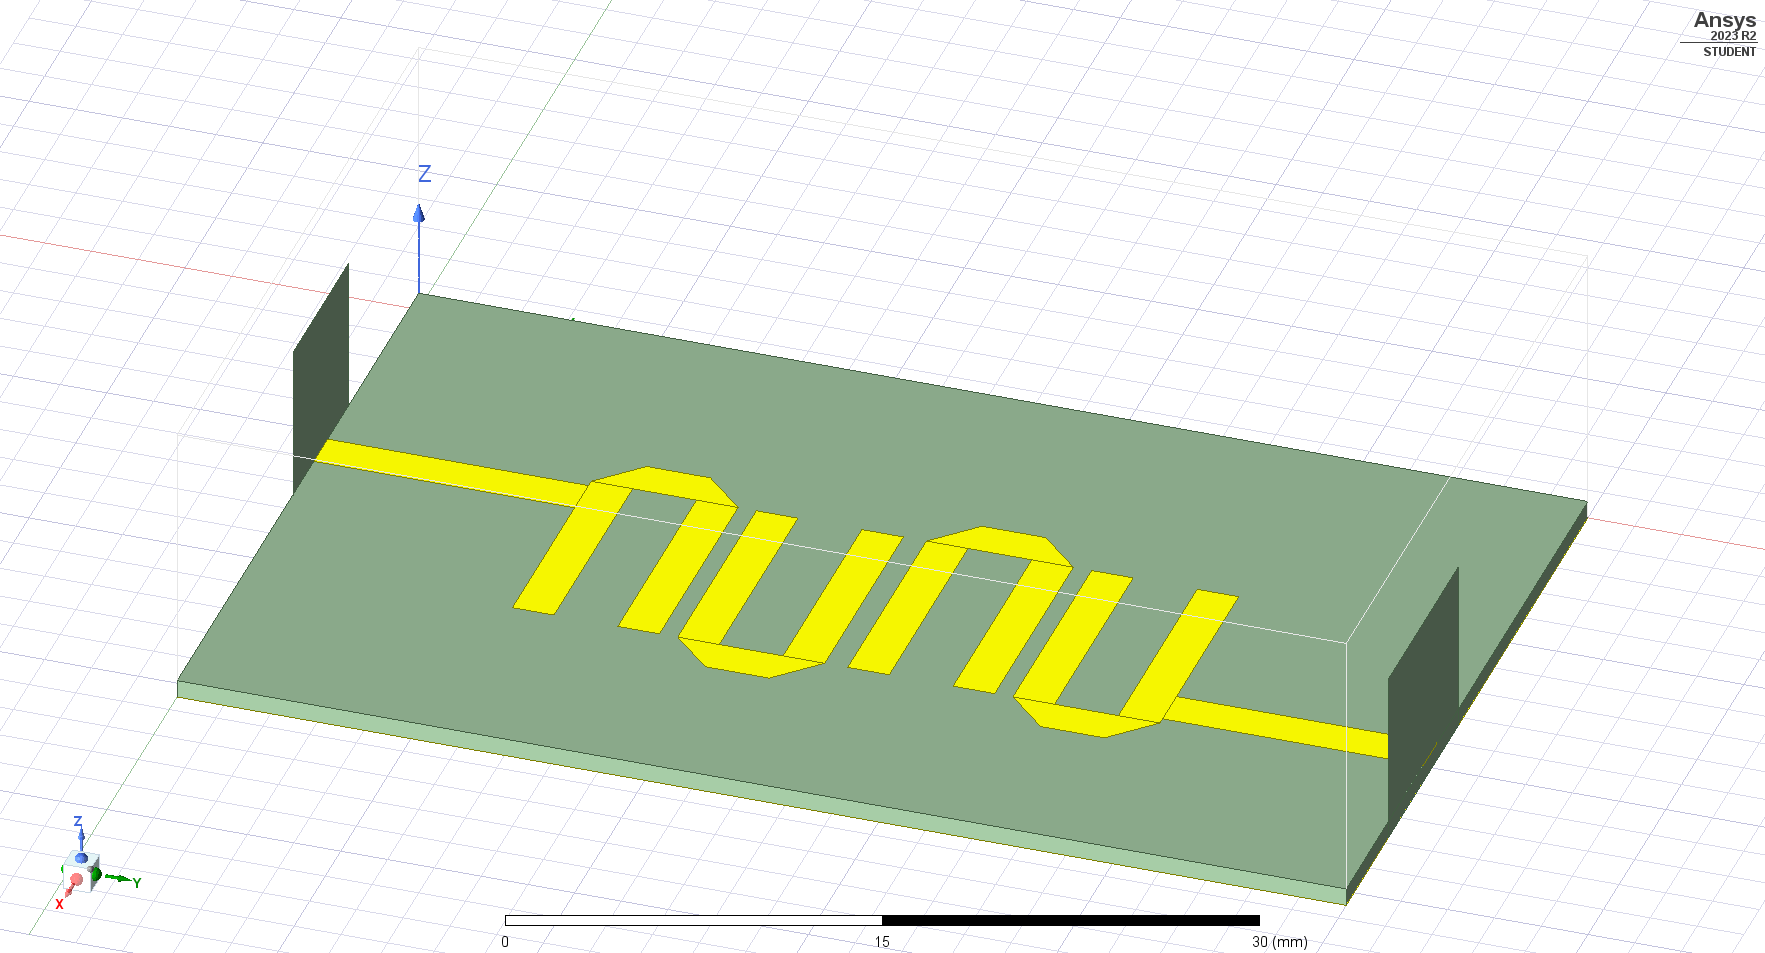 Ansys
2023 R2
STUDENT
Z
Z
Y
X
0 15 30 (mm)